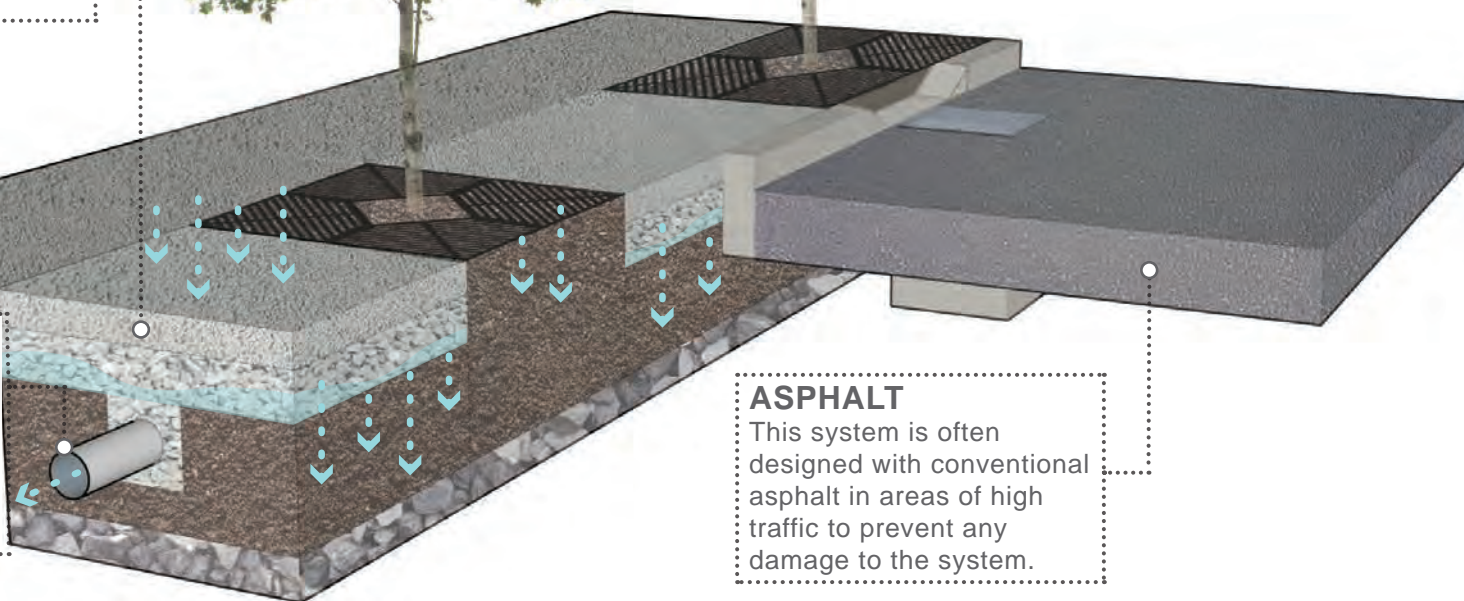 ASPHALT
This system is often
designed with conventional
asphalt in areas of high
traffic to prevent any
damage to the system.